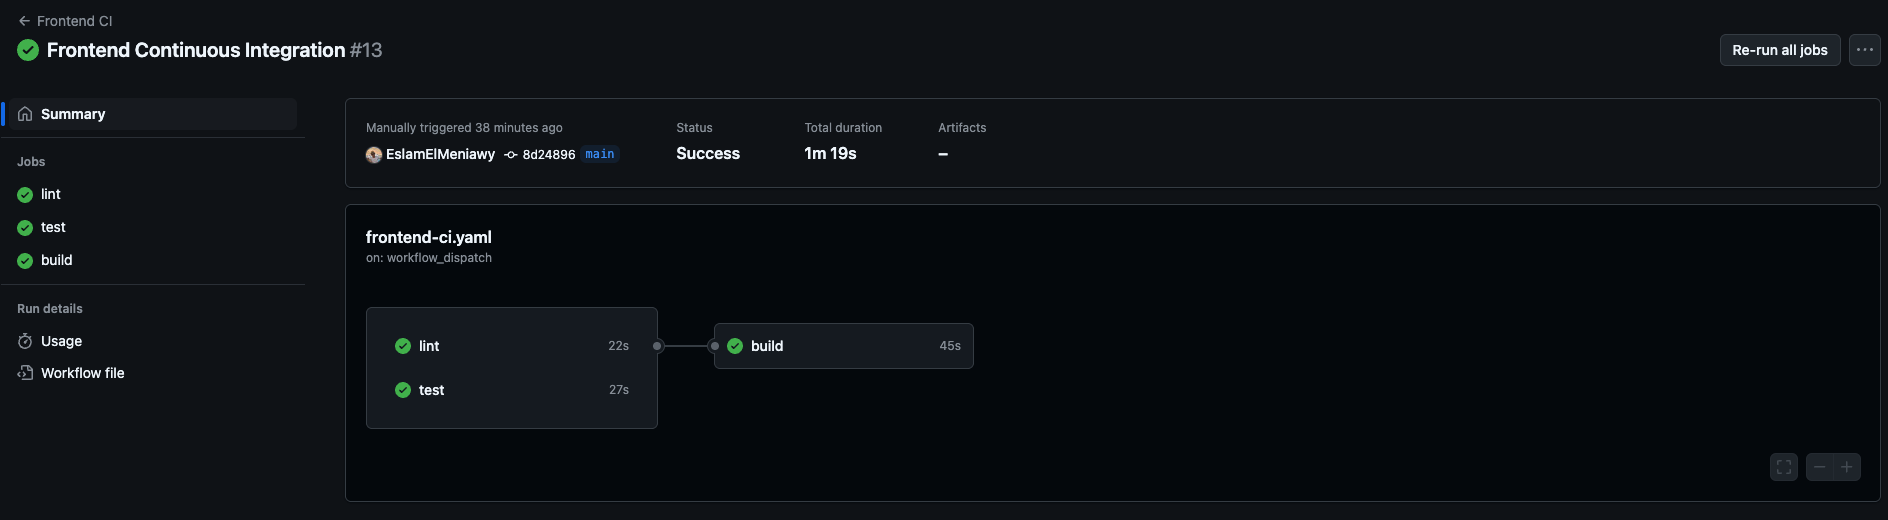 Frontend CI
Frontend Continuous Integration #13
Re-run all jobs
Summary
Jobs
lint
test
build
Run details
Usage
Workflow file
Manually triggered 38 minutes ago
EslamElMeniawy 8d24896 main
Status
Success
Total duration
1m 19s
Artifacts
–
frontend-ci.yaml
on: workflow_dispatch
lint 22s
test 27s
build 45s